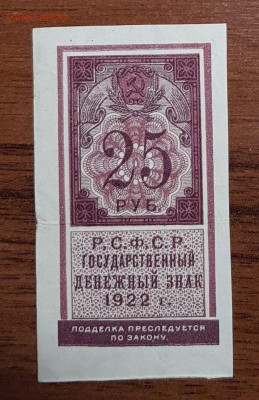 25
РУБ.
Р.С.Ф.С.Р.
ГОСУДАРСТВЕННЫЙ
ДЕНЕЖНЫЙ ЗНАК
1922 г.
ПОДДЕЛКА ПРЕСЛЕДУЕТСЯ
ПО ЗАКОНУ.